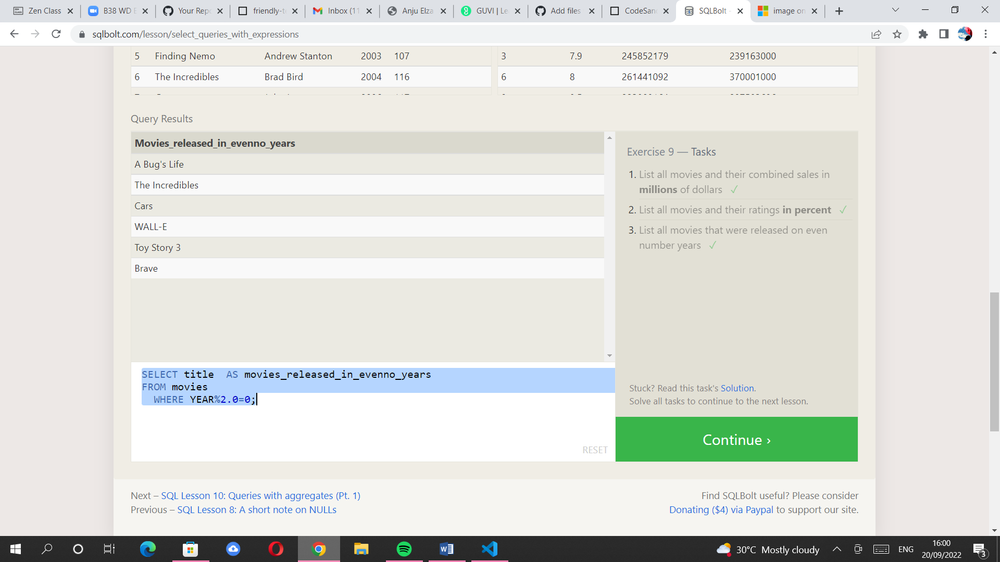 Zen Class
B38 WD E
Your Repo
friendly-te
Inbox (11
Anju Elza
GUVI | Le
Add files
CodeSan
SQLBolt -
image on
sqlbolt.com/lesson/select_queries_with_expressions
5 Finding Nemo Andrew Stanton 2003 107
3 7.9 245852179 239163000
6 The Incredibles Brad Bird 2004 116
6 8 261441092 370001000
Query Results
Movies_released_in_evenno_years
A Bug's Life
The Incredibles
Cars
WALL-E
Toy Story 3
Brave
Exercise 9 — Tasks
1. List all movies and their combined sales in
millions of dollars ✓
2. List all movies and their ratings in percent ✓
3. List all movies that were released on even
number years ✓
SELECT title  AS movies_released_in_evenno_years
FROM movies
WHERE YEAR%2.0=0;
RESET
Stuck? Read this task's Solution.
Solve all tasks to continue to the next lesson.
Continue ›
Next – SQL Lesson 10: Queries with aggregates (Pt. 1)
Previous – SQL Lesson 8: A short note on NULLs
Find SQLBolt useful? Please consider
Donating ($4) via Paypal to support our site.
30°C Mostly cloudy
ENG
16:00
20/09/2022
3